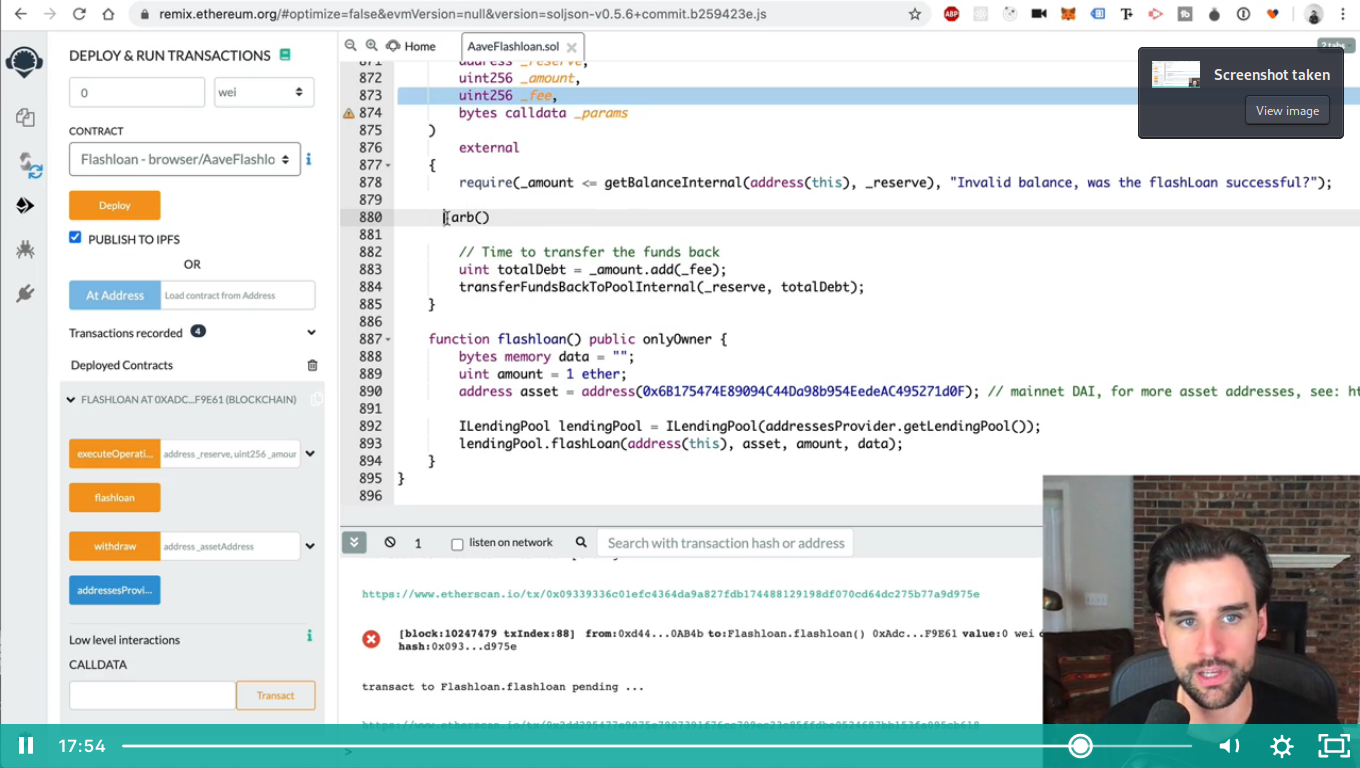 remix.ethereum.org/#optimize=false&evmVersion=null&version=soljson-v0.5.6+commit.b259423e.js
ABP
DEPLOY & RUN TRANSACTIONS
0
wei
CONTRACT
Flashloan - browser/AaveFlashlo
Deploy
PUBLISH TO IPFS
OR
At Address
Load contract from Address
Transactions recorded 4
Deployed Contracts
FLASHLOAN AT 0XADC...F9E61 (BLOCKCHAIN)
executeOperati...
address _reserve, uint256 _amour
flashloan
withdraw
address _assetAddress
addressesProvi...
Low level interactions
CALLDATA
Transact
Home
AaveFlashloan.sol
2 tabs
Screenshot taken
View image
871 address _reserve,
872 uint256 _amount,
873 uint256 _fee,
874 bytes calldata _params
875 )
876 external
877 {
878 require(_amount <= getBalanceInternal(address(this), _reserve), "Invalid balance, was the flashLoan successful?");
879
880 arb()
881
882 // Time to transfer the funds back
883 uint totalDebt = _amount.add(_fee);
884 transferFundsBackToPoolInternal(_reserve, totalDebt);
885 }
886
887 function flashloan() public onlyOwner {
888 bytes memory data = "";
889 uint amount = 1 ether;
890 address asset = address(0x6B175474E89094C44Da98b954EedeAC495271d0F); // mainnet DAI, for more asset addresses, see: ht
891
892 ILendingPool lendingPool = ILendingPool(addressesProvider.getLendingPool());
893 lendingPool.flashLoan(address(this), asset, amount, data);
894 }
895 }
896
1
listen on network
Search with transaction hash or address
https://www.etherscan.io/tx/0x09339336c01efc4364da9a827fdb174488129198df070cd64dc275b77a9d975e
[block:10247479 txIndex:88] from:0xd44...0AB4b to:Flashloan.flashloan() 0xAdc...F9E61 value:0 wei
hash:0x093...d975e
transact to Flashloan.flashloan pending ...
>
17:54